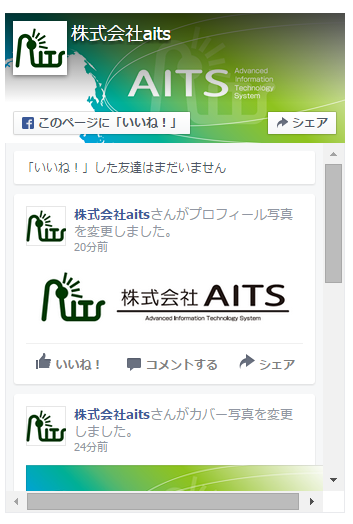 AITS
株式会社aits
AITS
Advanced
Information
Technology
System
このページに「いいね！」
シェア
「いいね！」した友達はまだいません
AITS
株式会社aitsさんがプロフィール写真
を変更しました。
20分前
AITS 株式会社 AITS
Advanced Information Technology System
いいね！ コメントする シェア
AITS
株式会社aitsさんがカバー写真を変更
しました。
24分前